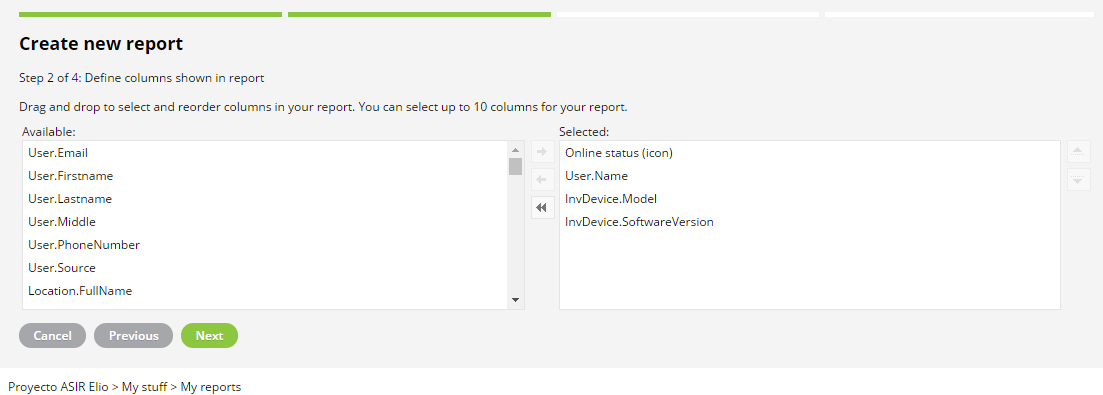 Create new report
Step 2 of 4: Define columns shown in report
Drag and drop to select and reorder columns in your report. You can select up to 10 columns for your report.
Available:
User.Email
User.Firstname
User.Lastname
User.Middle
User.PhoneNumber
User.Source
Location.FullName
Selected:
Online status (icon)
User.Name
InvDevice.Model
InvDevice.SoftwareVersion
Cancel
Previous
Next
Proyecto ASIR Elio > My stuff > My reports